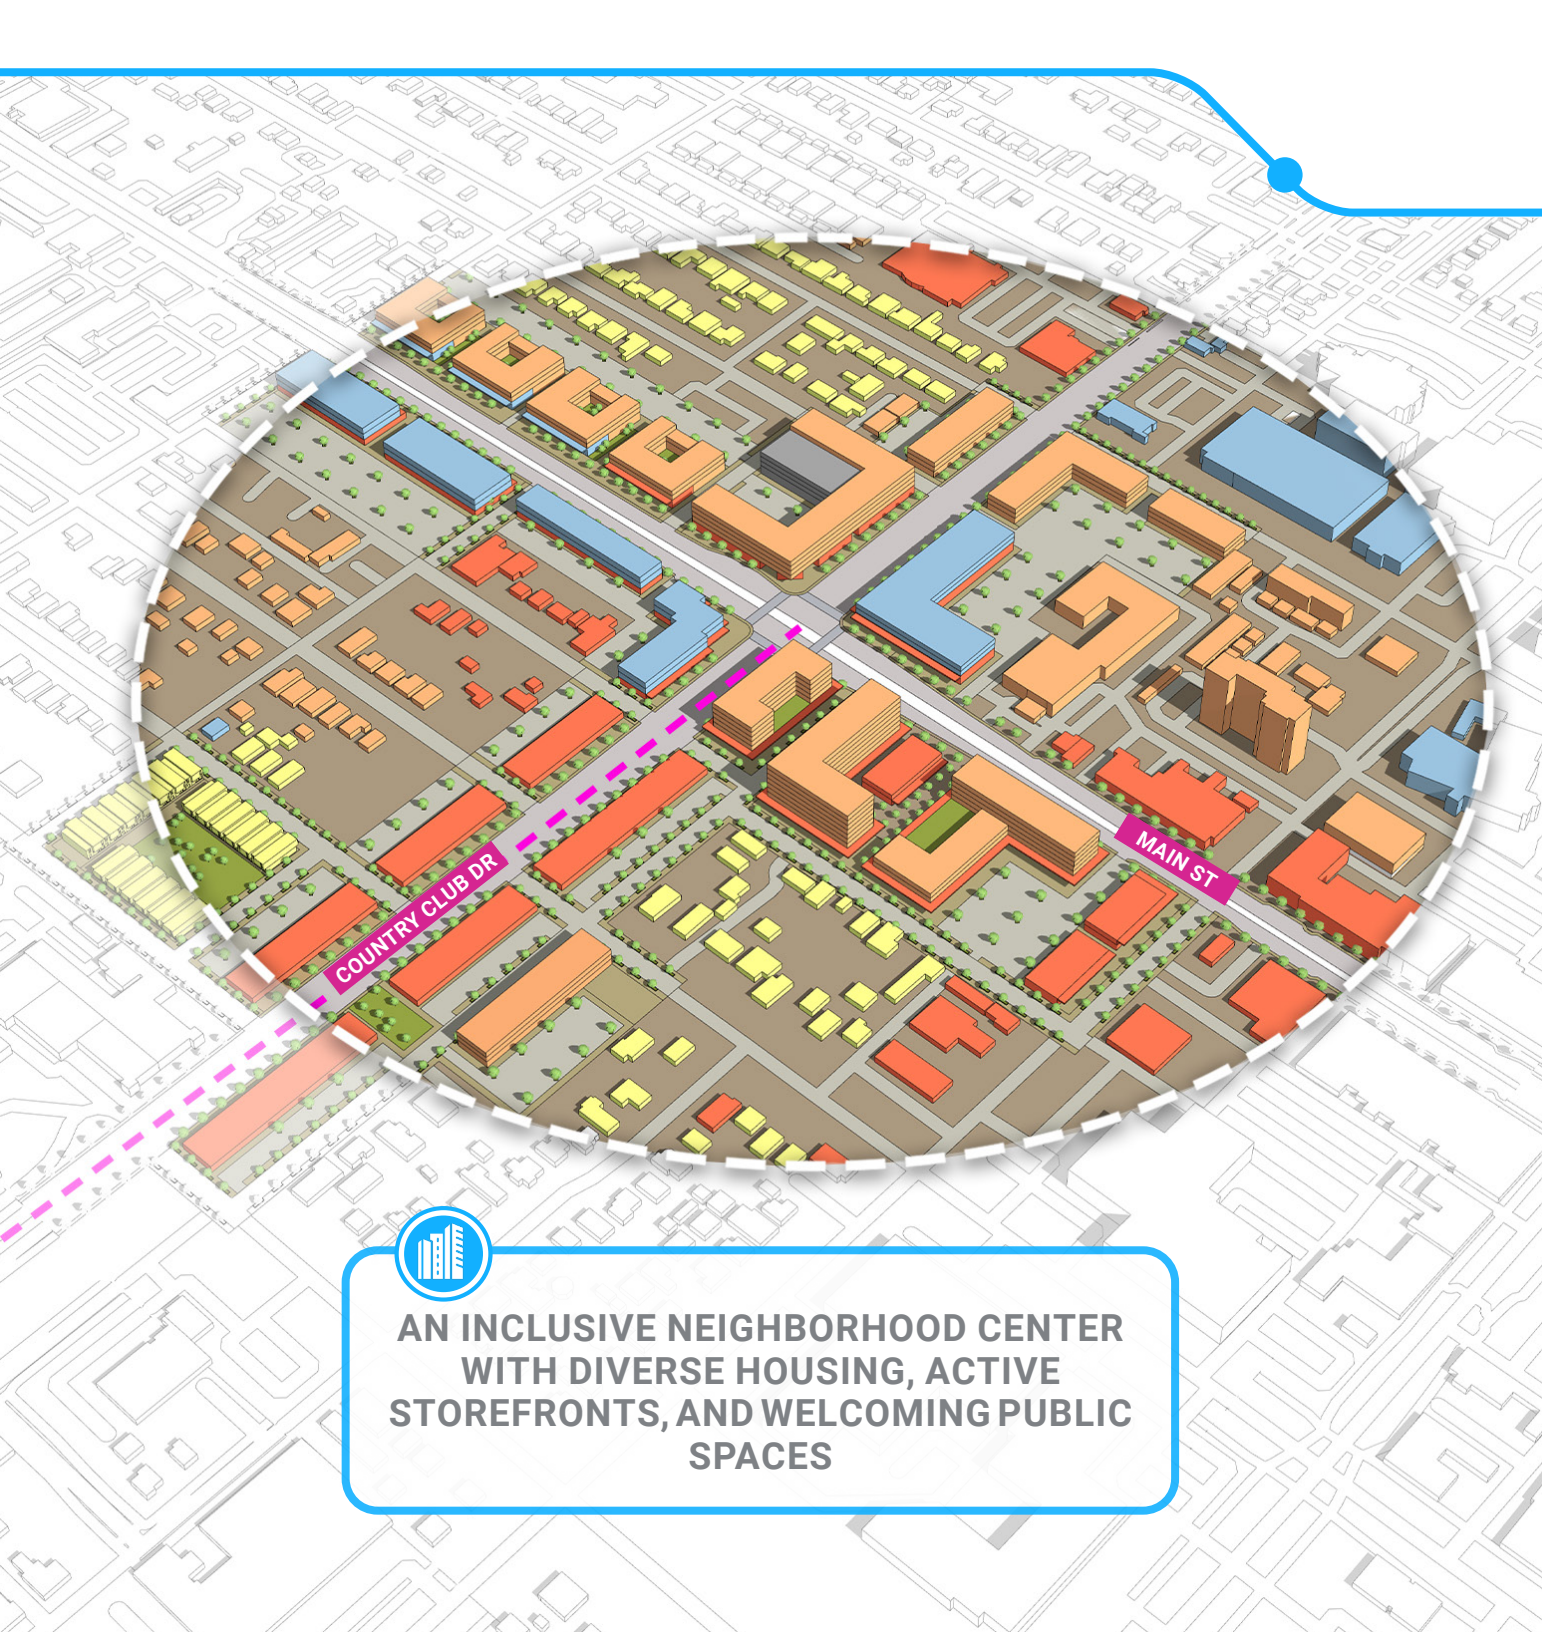 MAIN ST
COUNTRY CLUB DR
AN INCLUSIVE NEIGHBORHOOD CENTER
WITH DIVERSE HOUSING, ACTIVE
STOREFRONTS, AND WELCOMING PUBLIC
SPACES